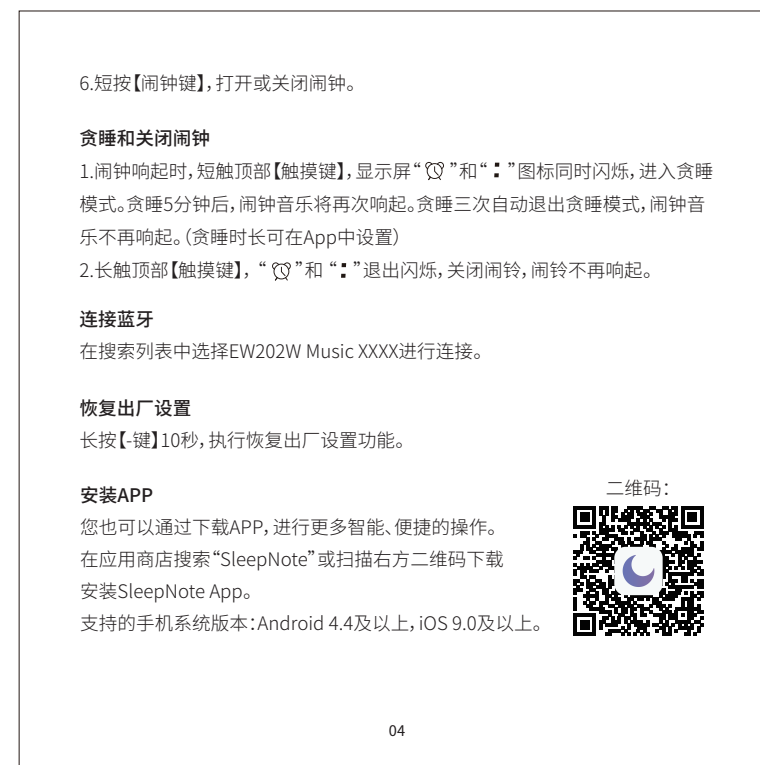 6.短按【闹钟键】,打开或关闭闹钟。
贪睡和关闭闹钟
1.闹钟响起时,短触顶部【触摸键】,显示屏“⏰”和“:”图标同时闪烁,进入贪睡
模式。贪睡5分钟后,闹钟音乐将再次响起。贪睡三次自动退出贪睡模式,闹钟音
乐不再响起。(贪睡时长可在App中设置)
2.长触顶部【触摸键】,“⏰”和“:”退出闪烁,关闭闹铃,闹铃不再响起。
连接蓝牙
在搜索列表中选择EW202W Music XXXX进行连接。
恢复出厂设置
长按【-键】10秒,执行恢复出厂设置功能。
安装APP
您也可以通过下载APP,进行更多智能、便捷的操作。
在应用商店搜索“SleepNote”或扫描右方二维码下载
安装SleepNote App。
支持的手机系统版本:Android 4.4及以上,iOS 9.0及以上。
二维码:
04